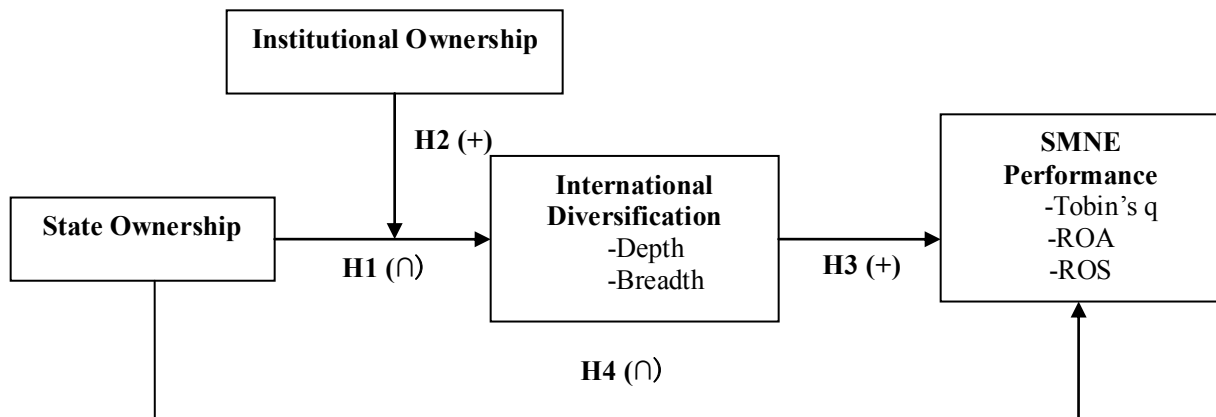 Institutional Ownership
H2 (+)
SMNE
Performance
-Tobin’s q
-ROA
-ROS
International
Diversification
-Depth
-Breadth
State Ownership
H1 (∩)
H3 (+)
H4 (∩)